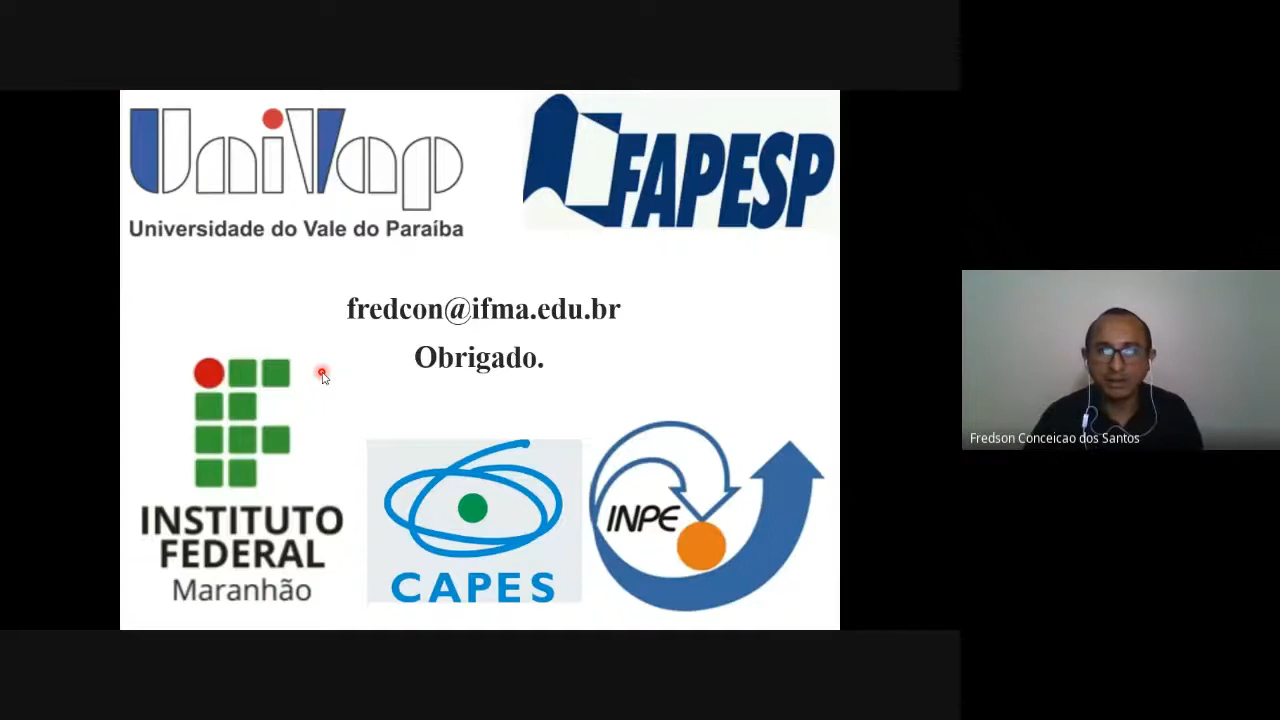 UniVap
Universidade do Vale do Paraíba
FAPESP
fredcon@ifma.edu.br
Obrigado.
INSTITUTO
FEDERAL
Maranhão
CAPES
INPE
Fredson Conceicao dos Santos